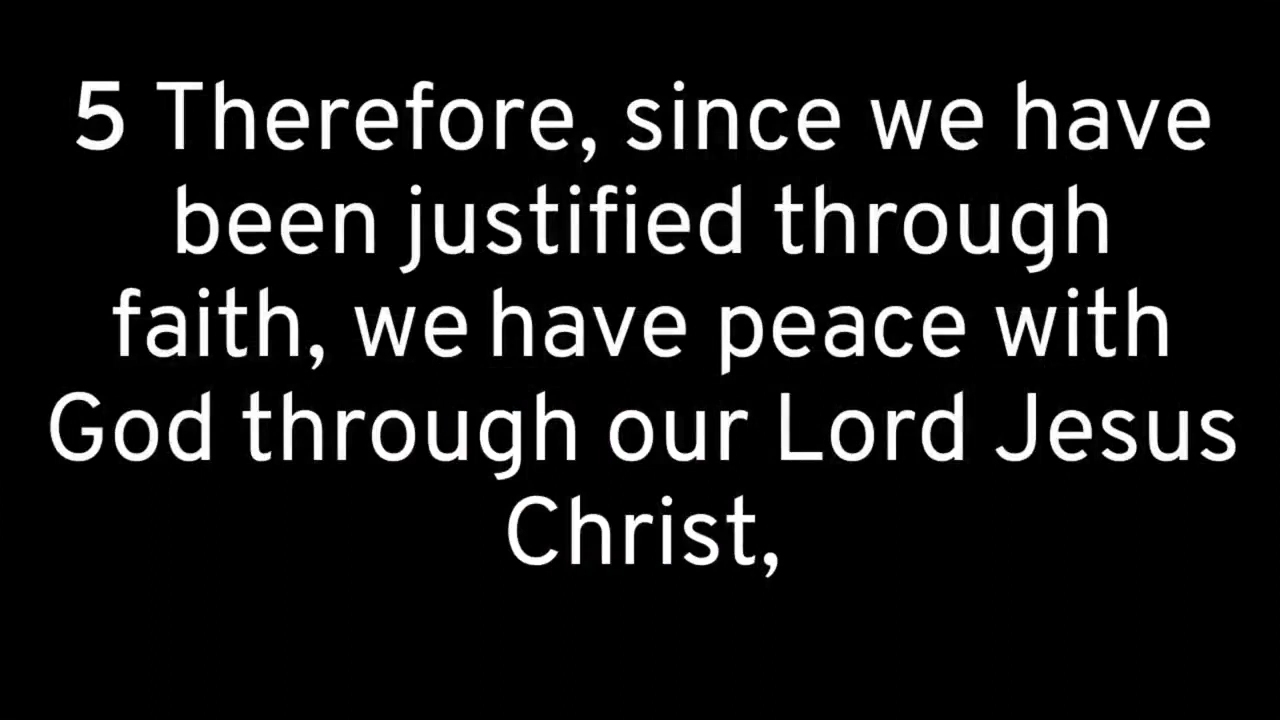 5 Therefore, since we have
been justified through
faith, we have peace with
God through our Lord Jesus
Christ,